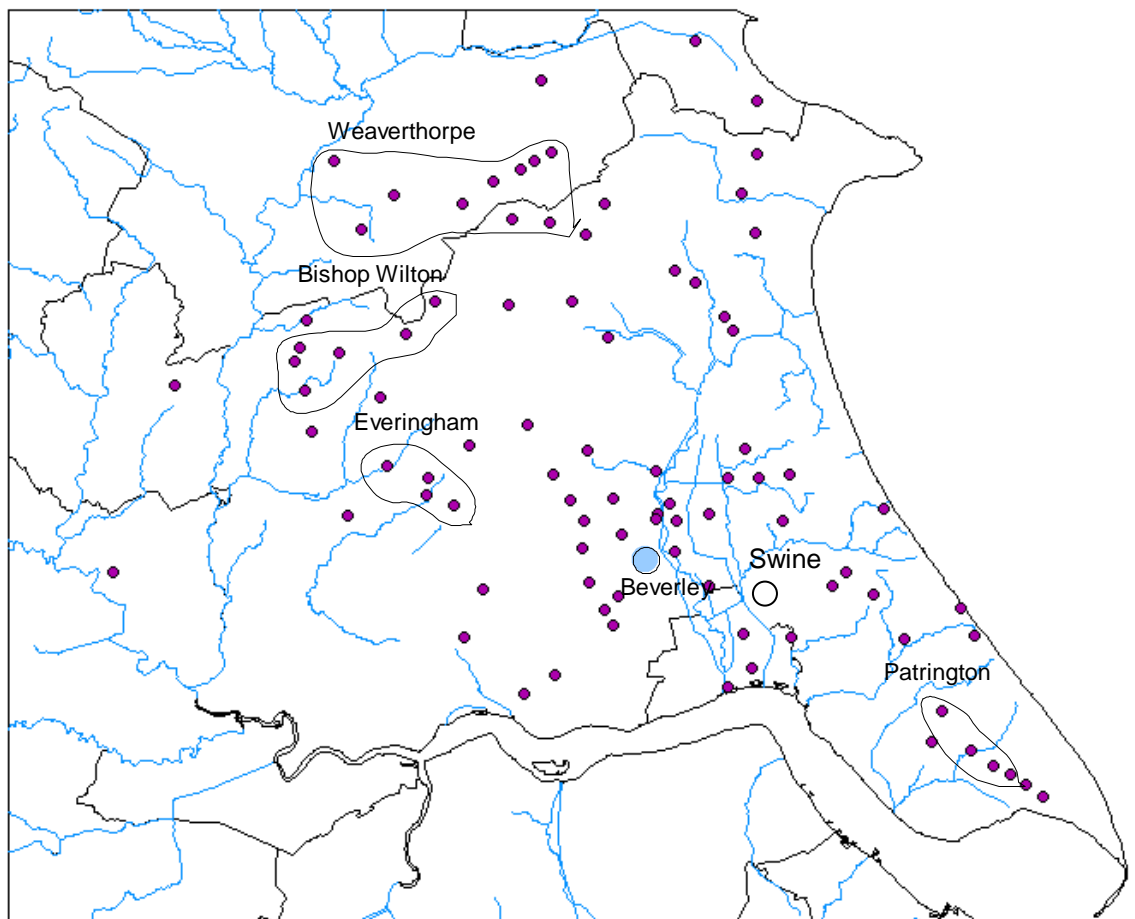 Weaverthorpe
Bishop Wilton
Everingham
Swine
Beverley
Patrington